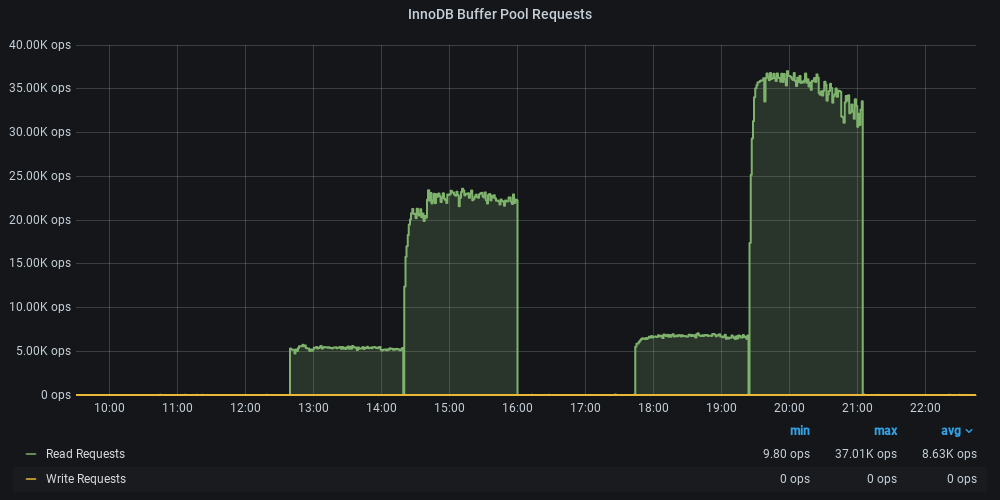 InnoDB Buffer Pool Requests
40.00K ops
35.00K ops
30.00K ops
25.00K ops
20.00K ops
15.00K ops
10.00K ops
5.00K ops
0 ops
10:00 11:00 12:00 13:00 14:00 15:00 16:00 17:00 18:00 19:00 20:00 21:00 22:00
min max avg
Read Requests 9.80 ops 37.01K ops 8.63K ops
Write Requests 0 ops 0 ops 0 ops